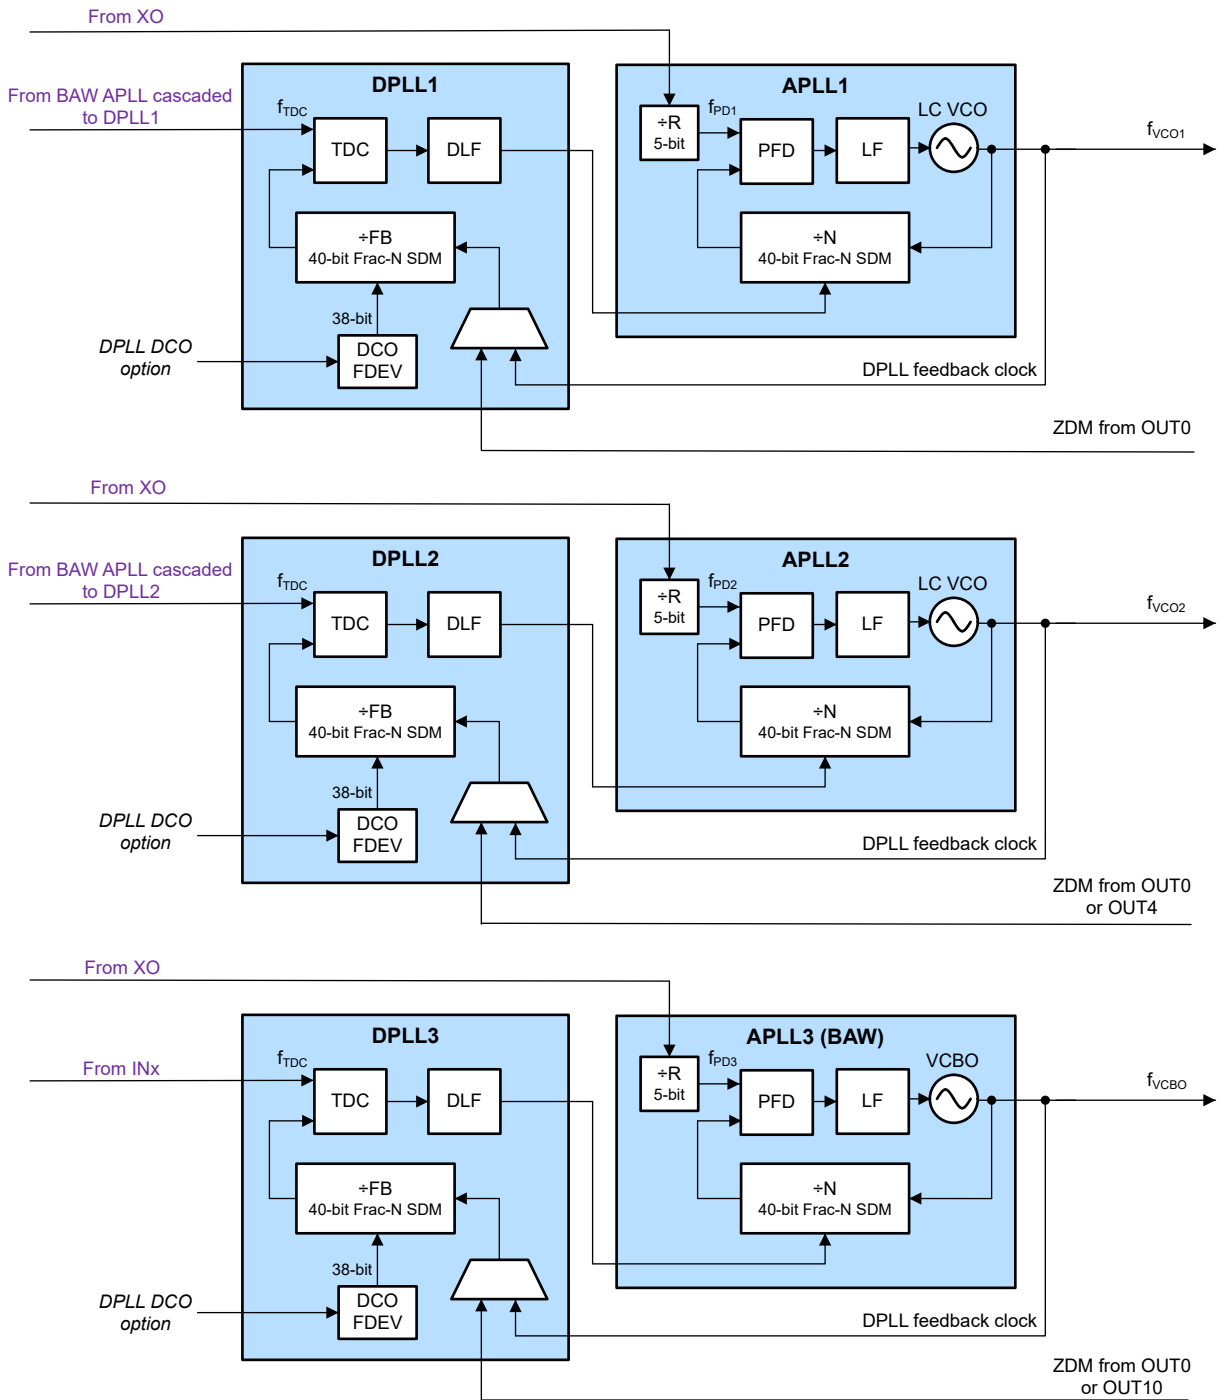 From XO
DPLL1
APLL1
From BAW APLL cascaded
to DPLL1
fTDC
TDC
DLF
÷R
5-bit
fPD1
PFD
LF
LC VCO
fVCO1
÷FB
40-bit Frac-N SDM
÷N
40-bit Frac-N SDM
38-bit
DPLL DCO
option
DCO
FDEV
DPLL feedback clock
ZDM from OUT0
From XO
DPLL2
APLL2
From BAW APLL cascaded
to DPLL2
fTDC
TDC
DLF
÷R
5-bit
fPD2
PFD
LF
LC VCO
fVCO2
÷FB
40-bit Frac-N SDM
÷N
40-bit Frac-N SDM
38-bit
DPLL DCO
option
DCO
FDEV
DPLL feedback clock
ZDM from OUT0
or OUT4
From XO
DPLL3
APLL3 (BAW)
From INx
fTDC
TDC
DLF
÷R
5-bit
fPD3
PFD
LF
VCBO
fVCBO
÷FB
40-bit Frac-N SDM
÷N
40-bit Frac-N SDM
38-bit
DPLL DCO
option
DCO
FDEV
DPLL feedback clock
ZDM from OUT0
or OUT10